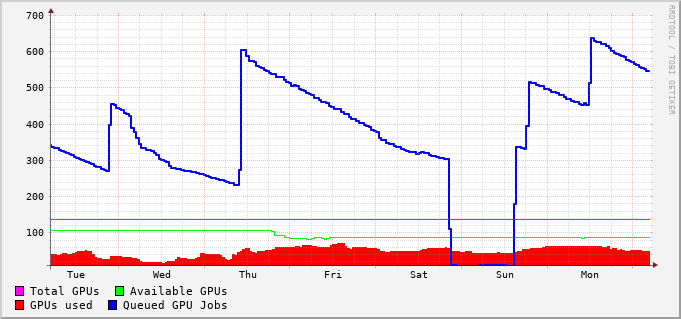 700
600
500
400
300
200
100
Tue Wed Thu Fri Sat Sun Mon
Total GPUs Available GPUs
GPUs used Queued GPU Jobs
RRDTOOL / TOBI OETIKER